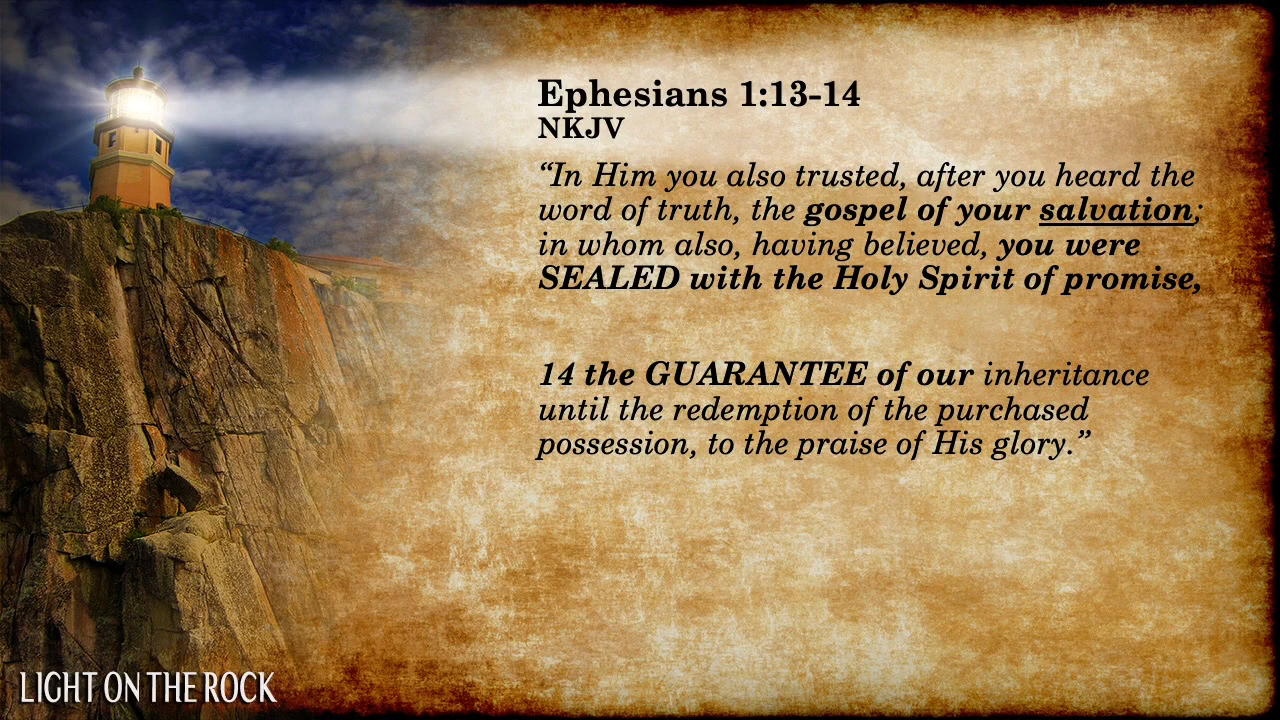 Ephesians 1:13-14
NKJV
“In Him you also trusted, after you heard the
word of truth, the gospel of your salvation;
in whom also, having believed, you were
SEALED with the Holy Spirit of promise,
14 the GUARANTEE of our inheritance
until the redemption of the purchased
possession, to the praise of His glory.”
LIGHT ON THE ROCK